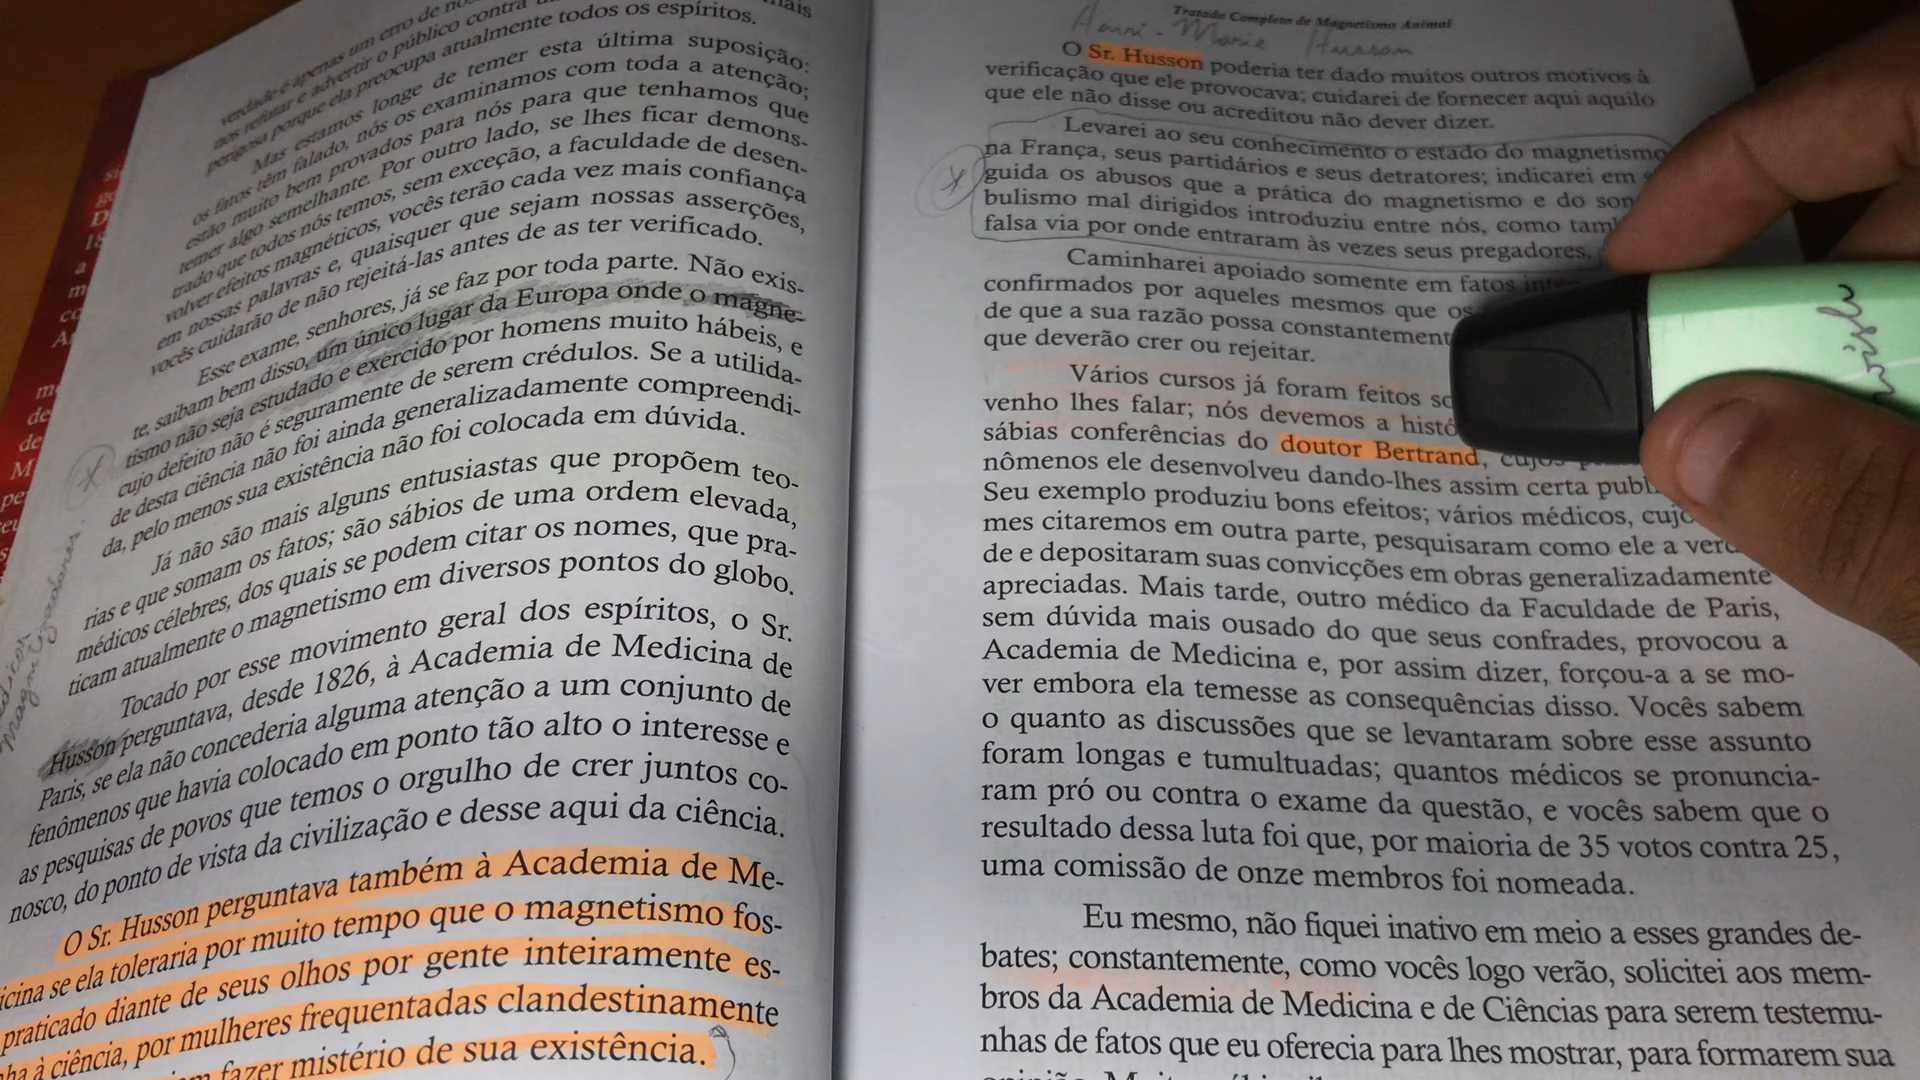 verdade é apenas um erro de
nos refutar e advertir o público contra
perigosa porque ela preocupa atualmente todos os espíritos.
Mas estamos longe de temer esta última suposição:
os fatos têm falado, nós os examinamos com toda a atenção;
estão muito bem provados para nós para que tenhamos que
temer algo semelhante. Por outro lado, se lhes ficar demons-
trado que todos nós temos, sem exceção, a faculdade de desen-
volver efeitos magnéticos, vocês terão cada vez mais confiança
em nossas palavras e, quaisquer que sejam nossas asserções,
vocês cuidarão de não rejeitá-las antes de as ter verificado.
Esse exame, senhores, já se faz por toda parte. Não exis-
te, saibam bem disso, um único lugar da Europa onde o magne-
tismo não seja estudado e exercido por homens muito hábeis, e
cujo defeito não é seguramente de serem crédulos. Se a utilida-
de desta ciência não foi ainda generalizadamente compreendi-
da, pelo menos sua existência não foi colocada em dúvida.
Já não são mais alguns entusiastas que propõem teo-
rias e que somam os fatos; são sábios de uma ordem elevada,
médicos célebres, dos quais se podem citar os nomes, que pra-
ticam atualmente o magnetismo em diversos pontos do globo.
Tocado por esse movimento geral dos espíritos, o Sr.
Husson perguntava, desde 1826, à Academia de Medicina de
Paris, se ela não concederia alguma atenção a um conjunto de
fenômenos que havia colocado em ponto tão alto o interesse e
as pesquisas de povos que temos o orgulho de crer juntos co-
nosco, do ponto de vista da civilização e desse aqui da ciência.
O Sr. Husson perguntava também à Academia de Me-
icina se ela toleraria por muito tempo que o magnetismo fos-
praticado diante de seus olhos por gente inteiramente es-
nha à ciência, por mulheres frequentadas clandestinamente
fazer mistério de sua existência.
magnetizadores.
Tratado Completo de Magnetismo Animal
Henri-Marie Husson
O Sr. Husson poderia ter dado muitos outros motivos à
verificação que ele provocava; cuidarei de fornecer aqui aquilo
que ele não disse ou acreditou não dever dizer.
Levarei ao seu conhecimento o estado do magnetismo
na França, seus partidários e seus detratores; indicarei em
guida os abusos que a prática do magnetismo e do son
bulismo mal dirigidos introduziu entre nós, como tam
falsa via por onde entraram às vezes seus pregadores.
Caminharei apoiado somente em fatos
confirmados por aqueles mesmos que os
de que a sua razão possa constantement
que deverão crer ou rejeitar.
Vários cursos já foram feitos
venho lhes falar; nós devemos a histó
sábias conferências do doutor Bertrand, cujos
nômenos ele desenvolveu dando-lhes assim certa publ
Seu exemplo produziu bons efeitos; vários médicos, cujo
mes citaremos em outra parte, pesquisaram como ele a verd
de e depositaram suas convicções em obras generalizadamente
apreciadas. Mais tarde, outro médico da Faculdade de Paris,
sem dúvida mais ousado do que seus confrades, provocou a
Academia de Medicina e, por assim dizer, forçou-a a se mo-
ver embora ela temesse as consequências disso. Vocês sabem
o quanto as discussões que se levantaram sobre esse assunto
foram longas e tumultuadas; quantos médicos se pronuncia-
ram pró ou contra o exame da questão, e vocês sabem que o
resultado dessa luta foi que, por maioria de 35 votos contra 25,
uma comissão de onze membros foi nomeada.
Eu mesmo, não fiquei inativo em meio a esses grandes de-
bates; constantemente, como vocês logo verão, solicitei aos mem-
bros da Academia de Medicina e de Ciências para serem testemu-
nhas de fatos que eu oferecia para lhes mostrar, para formarem sua